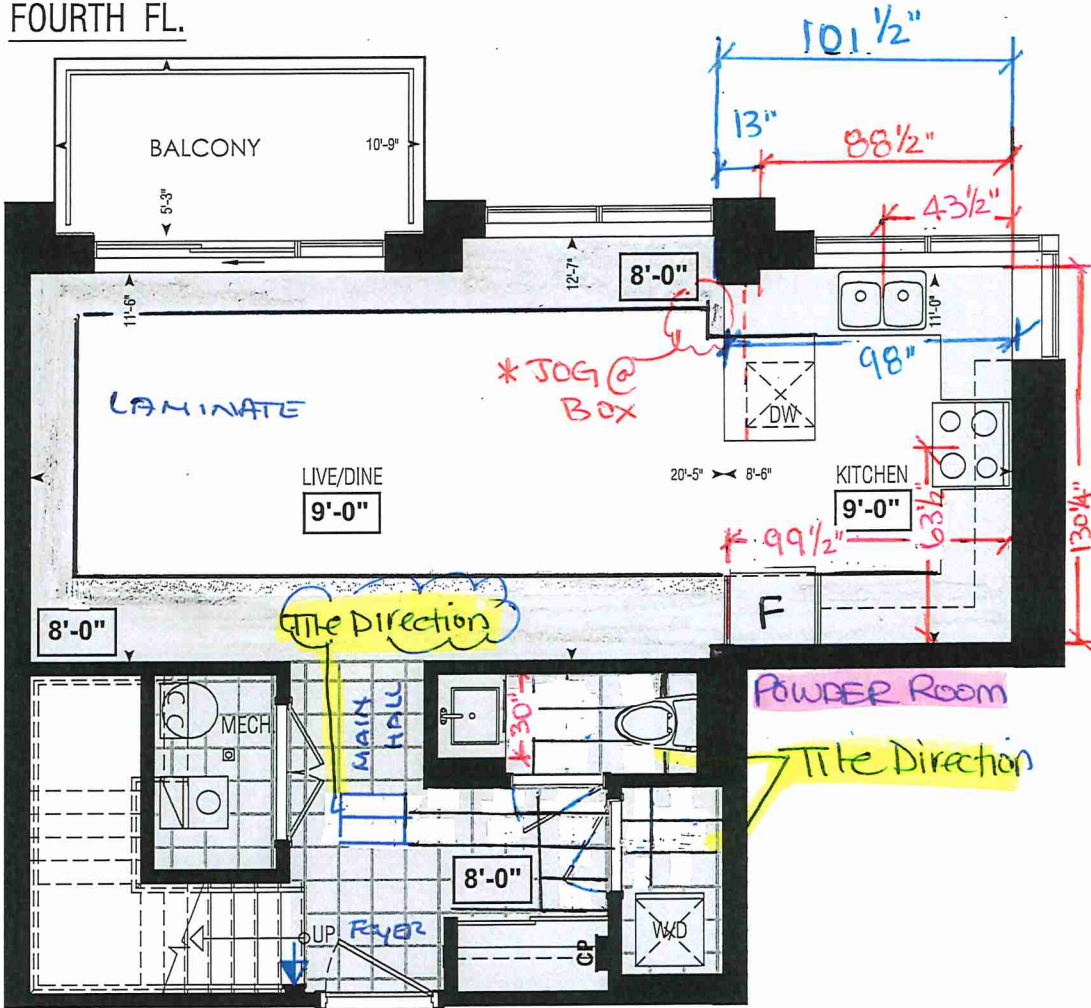 FOURTH FL.
101 1/2"
13"
88 1/2"
43 1/2"
BALCONY
10'-9"
5'-3"
11'-6"
12'-7"
8'-0"
11'-0"
98"
* JOG @
BOX
DW
LAMINATE
LIVE/DINE
9'-0"
20'-5"
8'-6"
KITCHEN
9'-0"
63 1/2"
130 1/4"
99 1/2"
F
8'-0"
Tile Direction
MECH.
MAIN
HALL
30"
POWDER ROOM
Tile Direction
8'-0"
UP
FOYER
CP
W/D